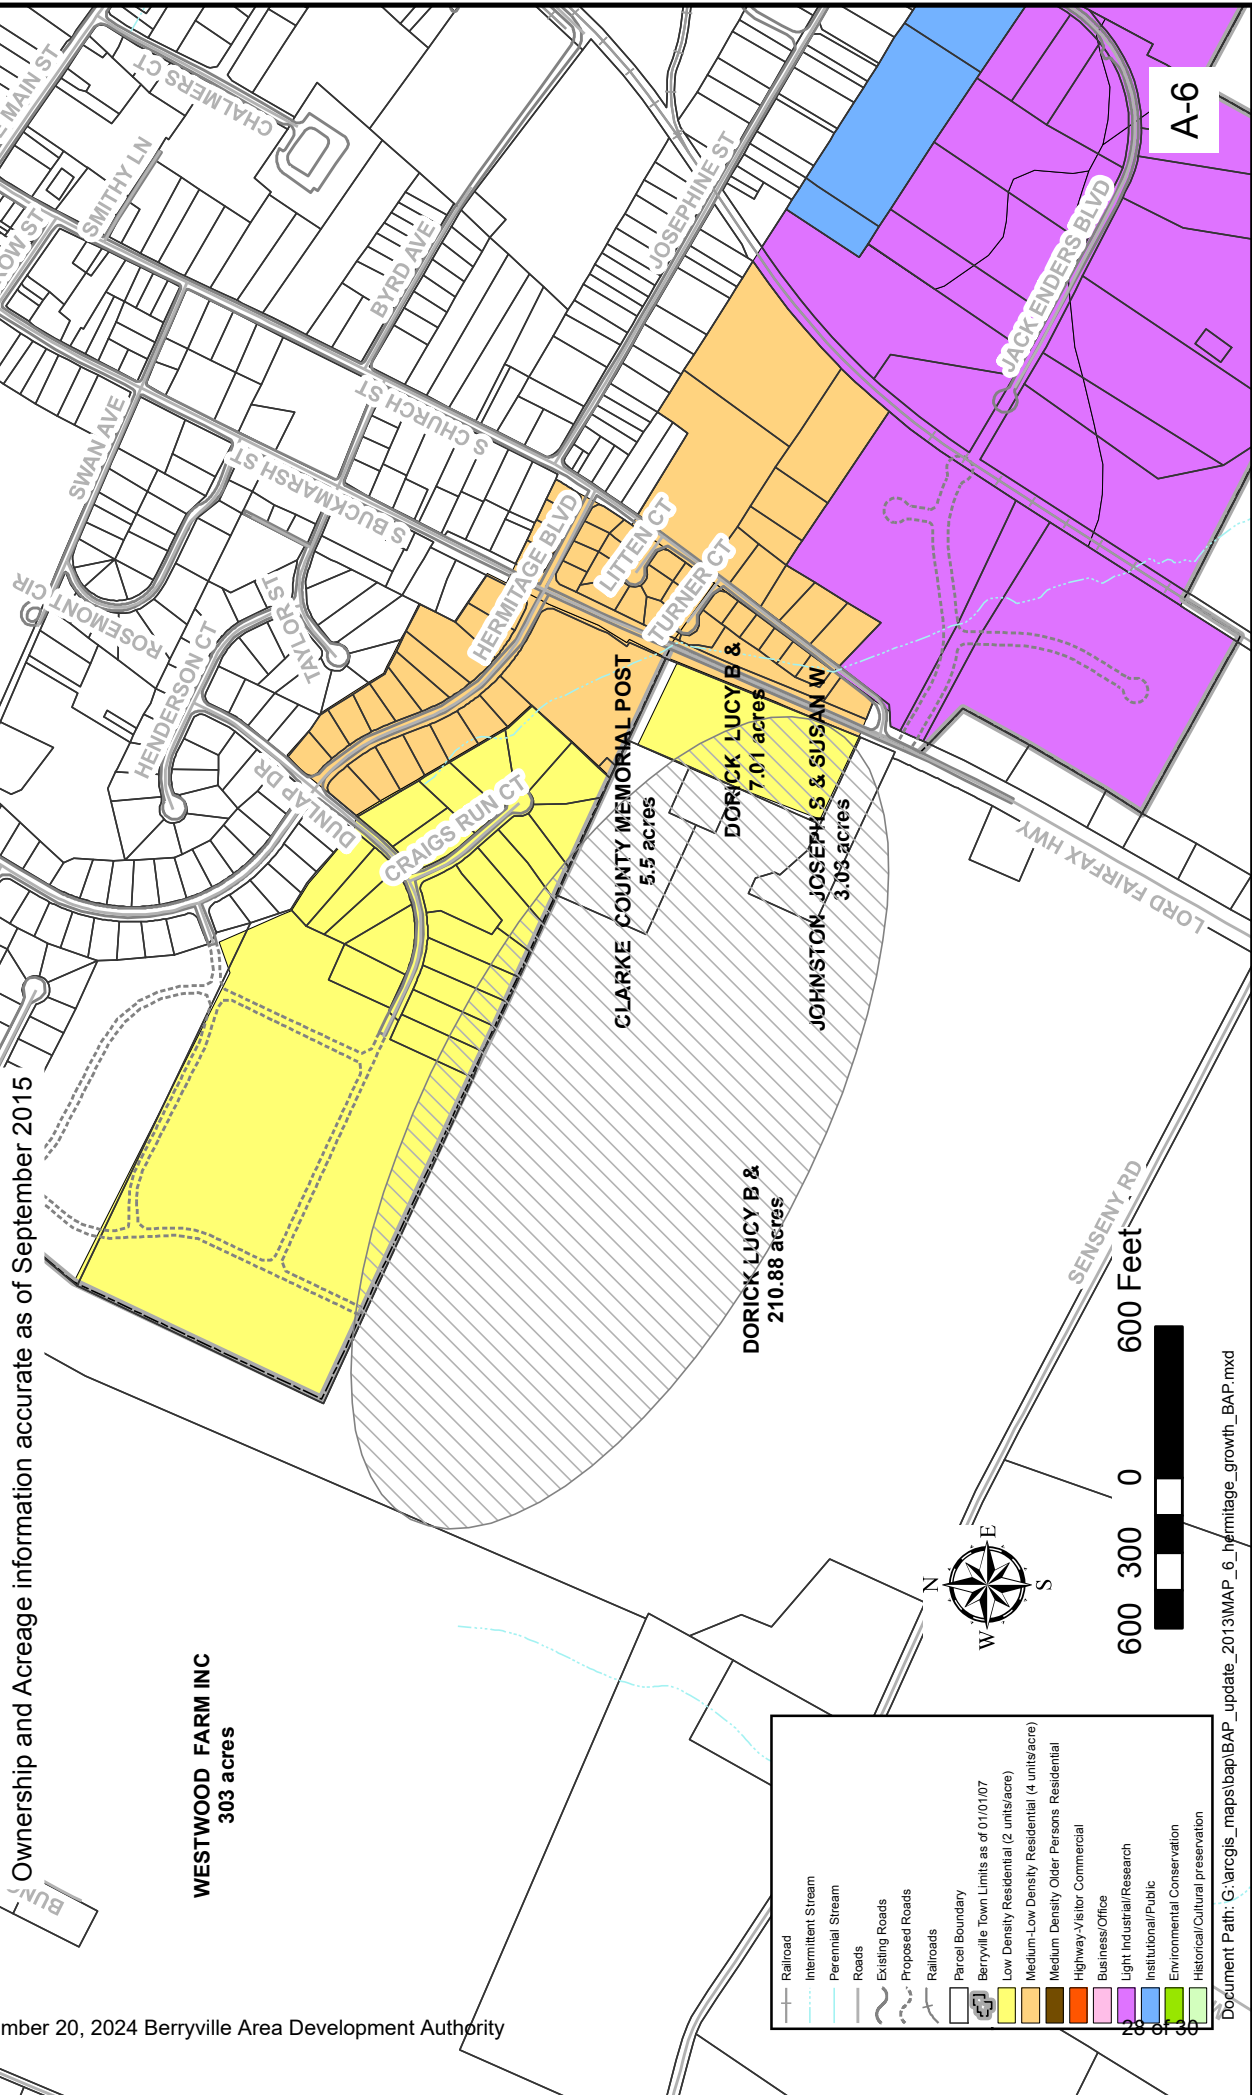 Ownership and Acreage information accurate as of September 2015
MAIN ST
CHALMERS CT
SMITHY LN
BYRD AVE
JOSEPHINE ST
S CHURCH ST
SWAN AVE
S BUCKMARSH ST
ROSEMONT CIR
TAYLOR ST
HENDERSON CT
DUNLAP DR
HERMITAGE BLVD
LITTEN CT
TURNER CT
CRAIGS RUN CT
JACK ENDERS BLVD
LORD FAIRFAX HWY
SENSENY RD
A-6
CLARKE COUNTY MEMORIAL POST
5.5 acres
DORICK LUCY B &
7.01 acres
JOHNSTON JOSEPH S & SUSAN W
3.03 acres
DORICK LUCY B &
210.88 acres
WESTWOOD FARM INC
303 acres
N
E
S
W
600 300 0 600 Feet
Railroad
Intermittent Stream
Perennial Stream
Roads
Existing Roads
Proposed Roads
Railroads
Parcel Boundary
Berryville Town Limits as of 01/01/07
Low Density Residential (2 units/acre)
Medium-Low Density Residential (4 units/acre)
Medium Density Older Persons Residential
Highway-Visitor Commercial
Business/Office
Light Industrial/Research
Institutional/Public
Environmental Conservation
Historical/Cultural preservation
Document Path: G:\arcgis_maps\bap\BAP_update_2013\MAP_6_hermitage_growth_BAP.mxd
mber 20, 2024 Berryville Area Development Authority
28 of 30